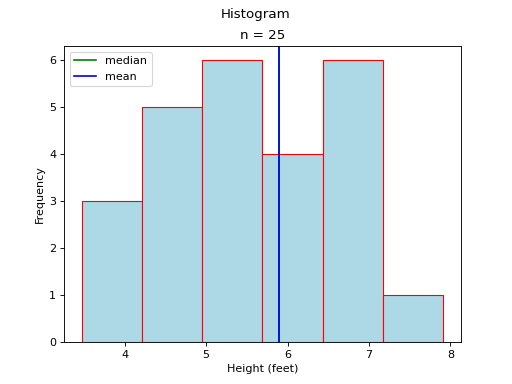 Histogram
n = 25
median
mean
6
5
4
3
2
1
0
Frequency
4 5 6 7 8
Height (feet)